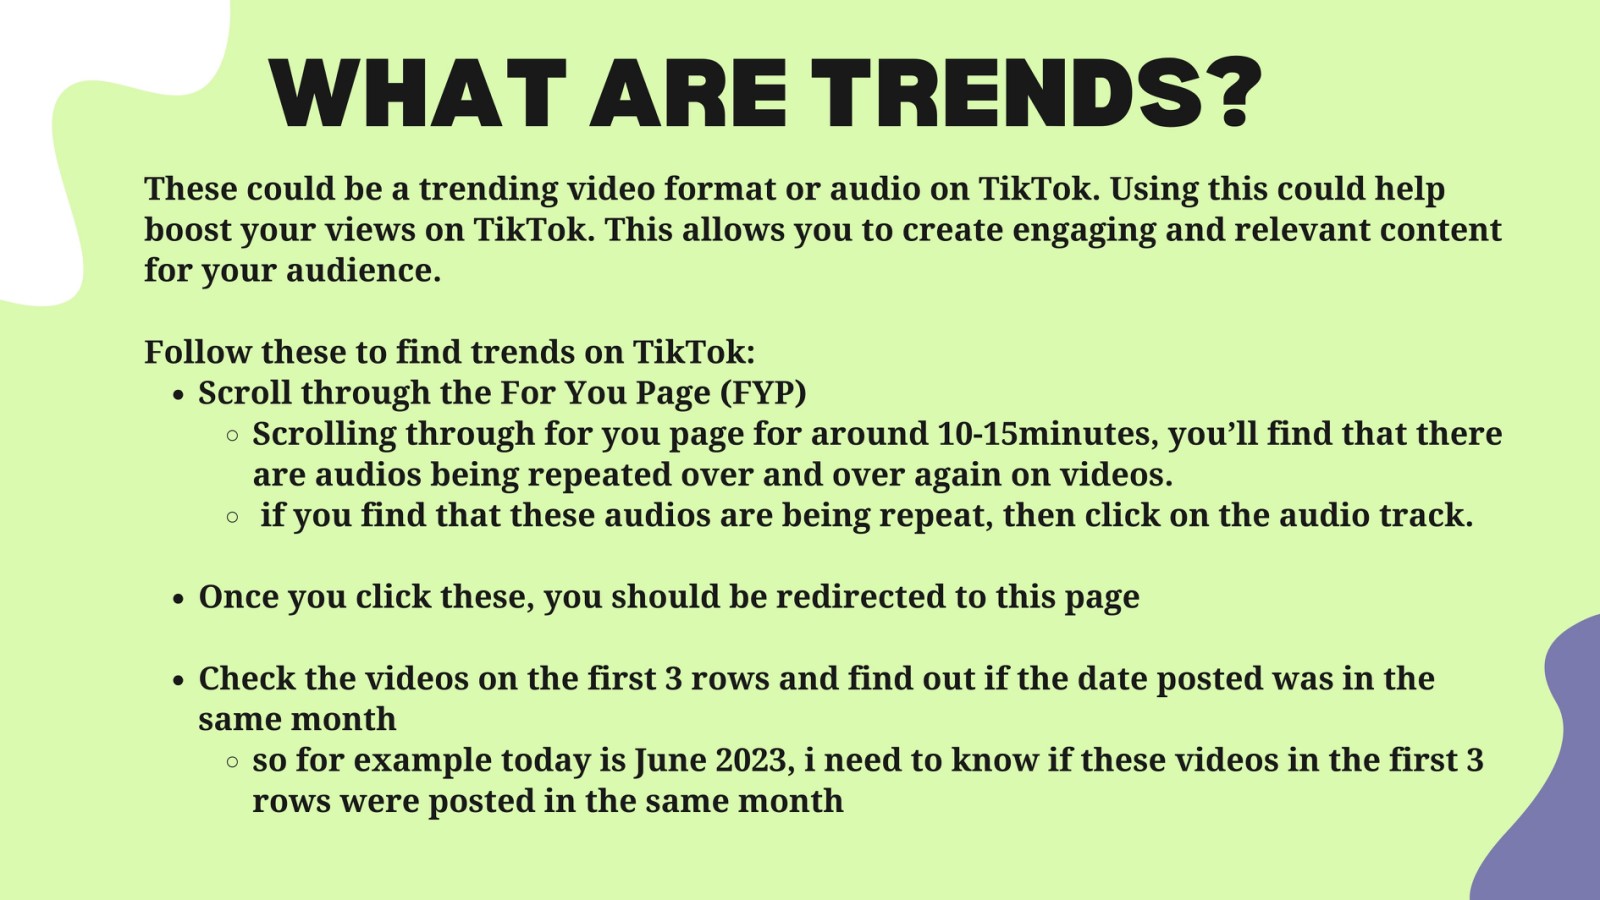 WHAT ARE TRENDS?
These could be a trending video format or audio on TikTok. Using this could help
boost your views on TikTok. This allows you to create engaging and relevant content
for your audience.
Follow these to find trends on TikTok:
• Scroll through the For You Page (FYP)
◦ Scrolling through for you page for around 10-15minutes, you’ll find that there
are audios being repeated over and over again on videos.
◦ if you find that these audios are being repeat, then click on the audio track.
• Once you click these, you should be redirected to this page
• Check the videos on the first 3 rows and find out if the date posted was in the
same month
◦ so for example today is June 2023, i need to know if these videos in the first 3
rows were posted in the same month